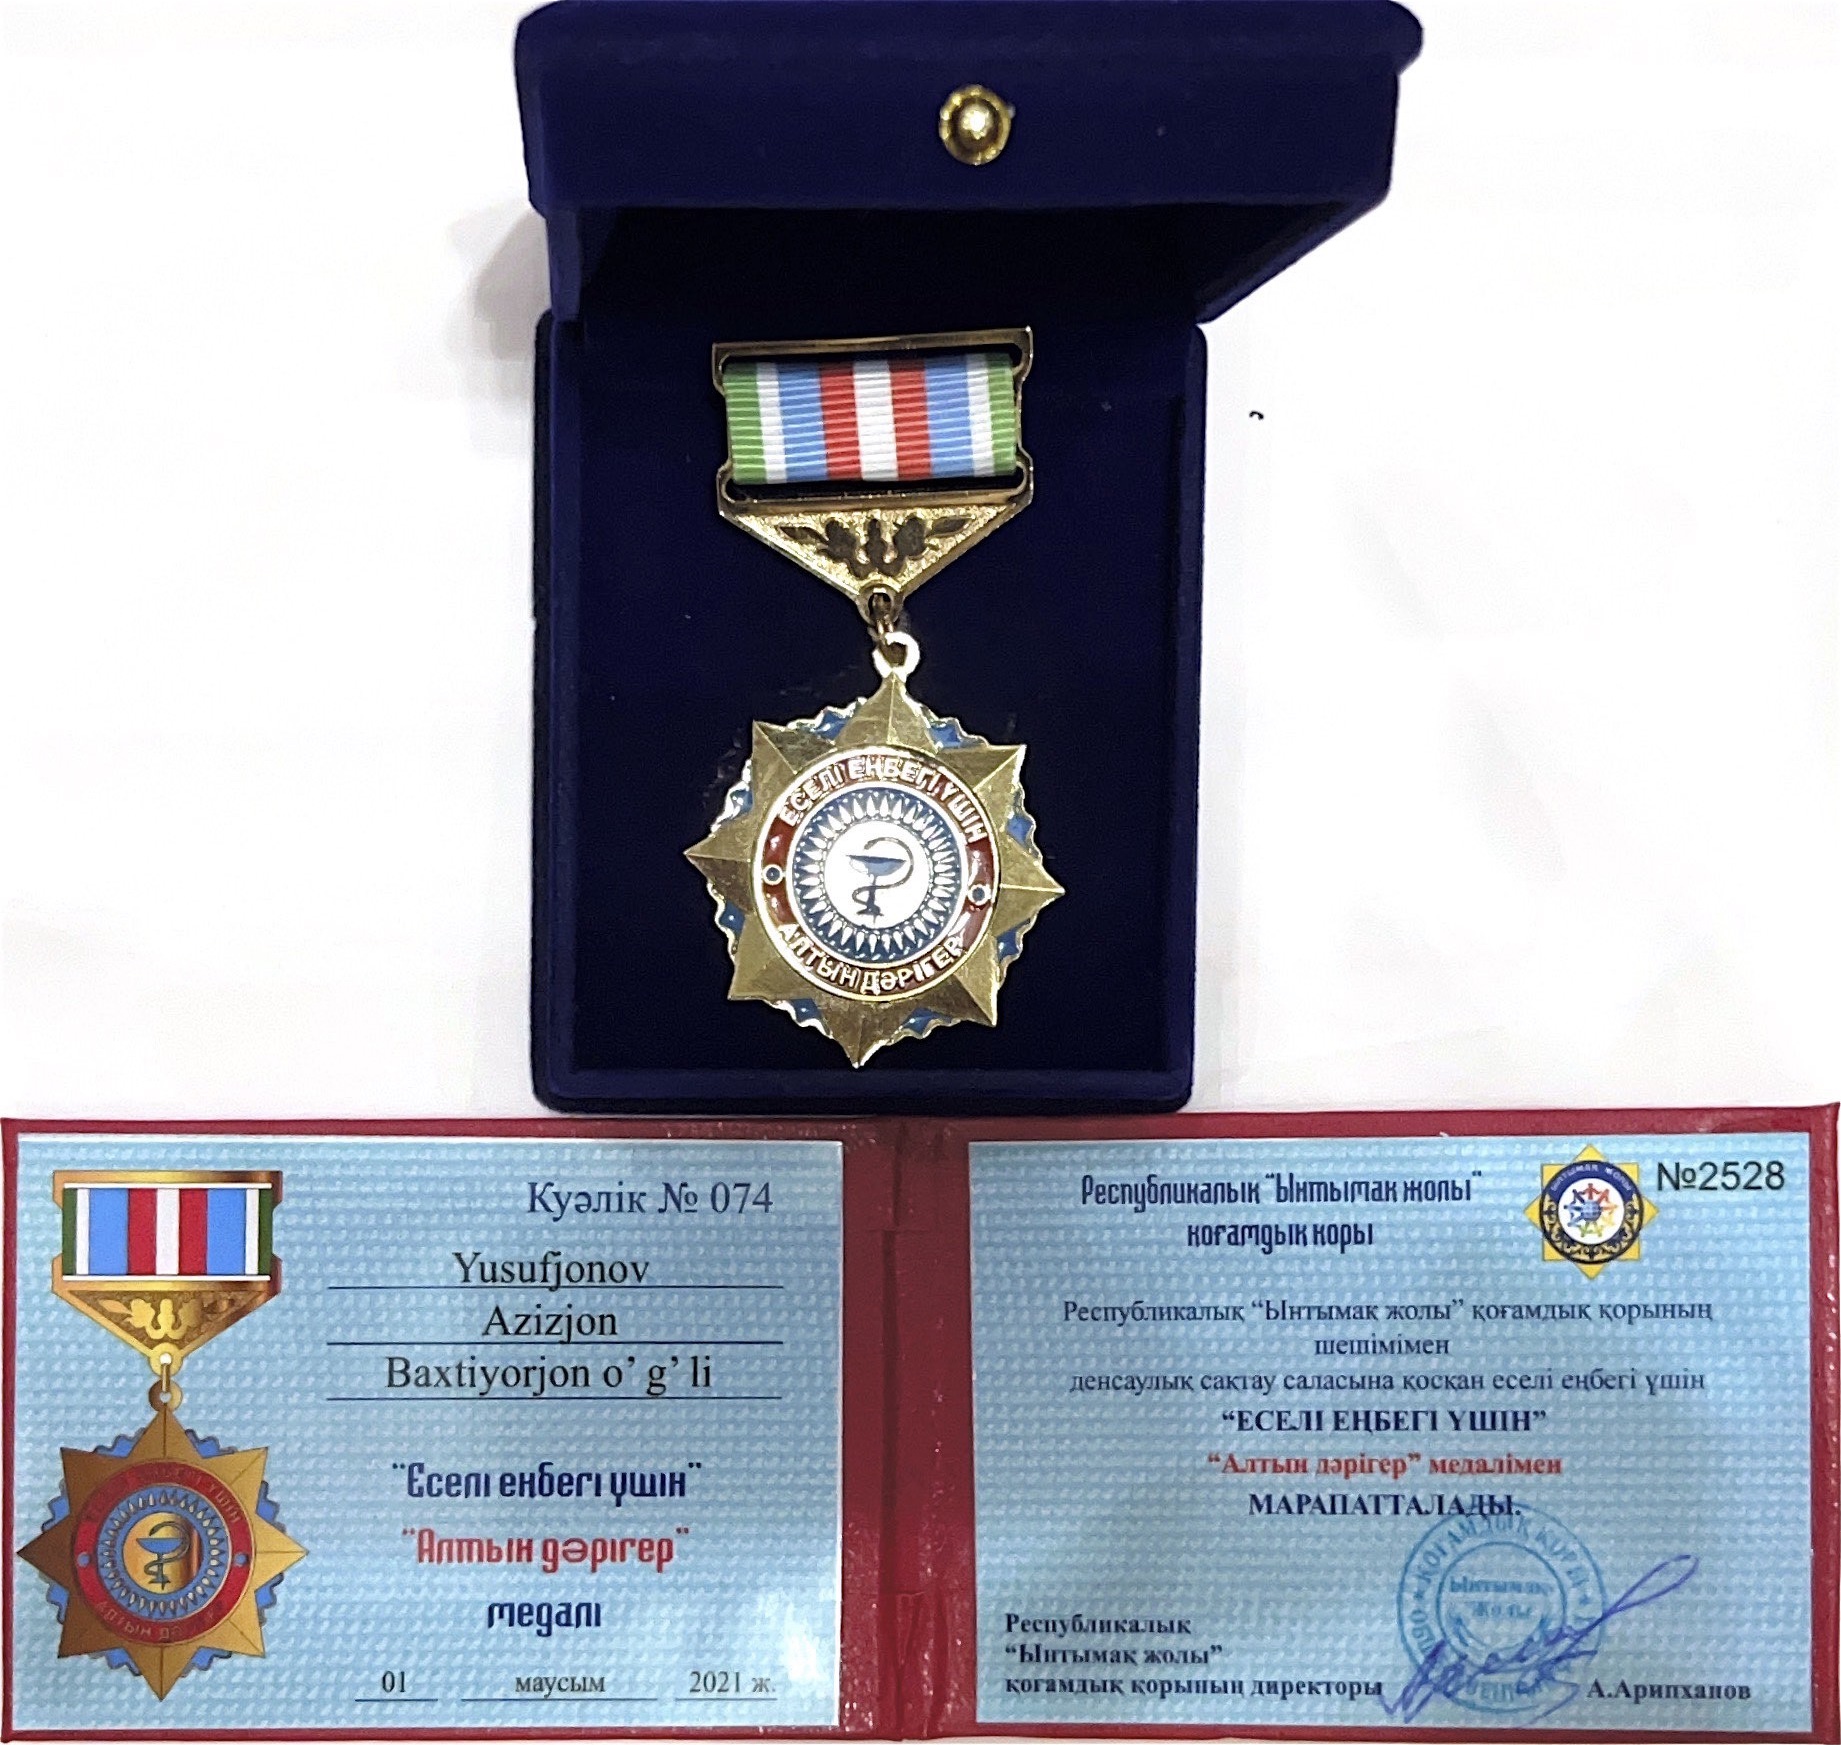 ЕСЕЛІ ЕҢБЕГІ ҮШІН
АЛТЫН ДӘРІГЕР
Куәлік № 074
Yusufjonov
Azizjon
Baxtiyorjon o’ g’ li
"Еселі еңбегі үшін"
"Алтын дәрігер"
медалі
01 маусым 2021 ж.
Республикалық "Ынтымақ жолы"
қоғамдық қоры
ЫНТЫМАҚ ЖОЛЫ
№2528
Республикалық “Ынтымақ жолы” қоғамдық қорының
шешімімен
денсаулық сақтау саласына қосқан еселі еңбегі үшін
“ЕСЕЛІ ЕҢБЕГІ ҮШІН”
“Алтын дәрігер” медалімен
МАРАПАТТАЛАДЫ.
ҚОҒАМДЫҚ ҚОРЫ
Ынтымақ
Жолы
Республикалық
“Ынтымақ жолы”
қоғамдық қорының директоры
А.Арипханов